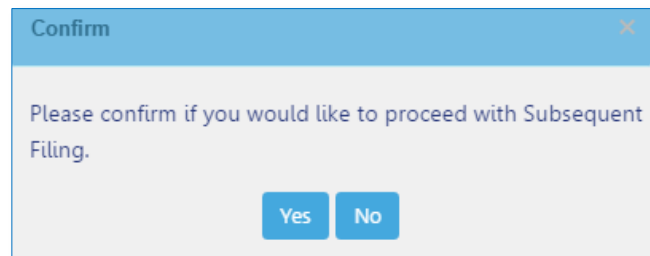 Confirm
Please confirm if you would like to proceed with Subsequent
Filing.
Yes No